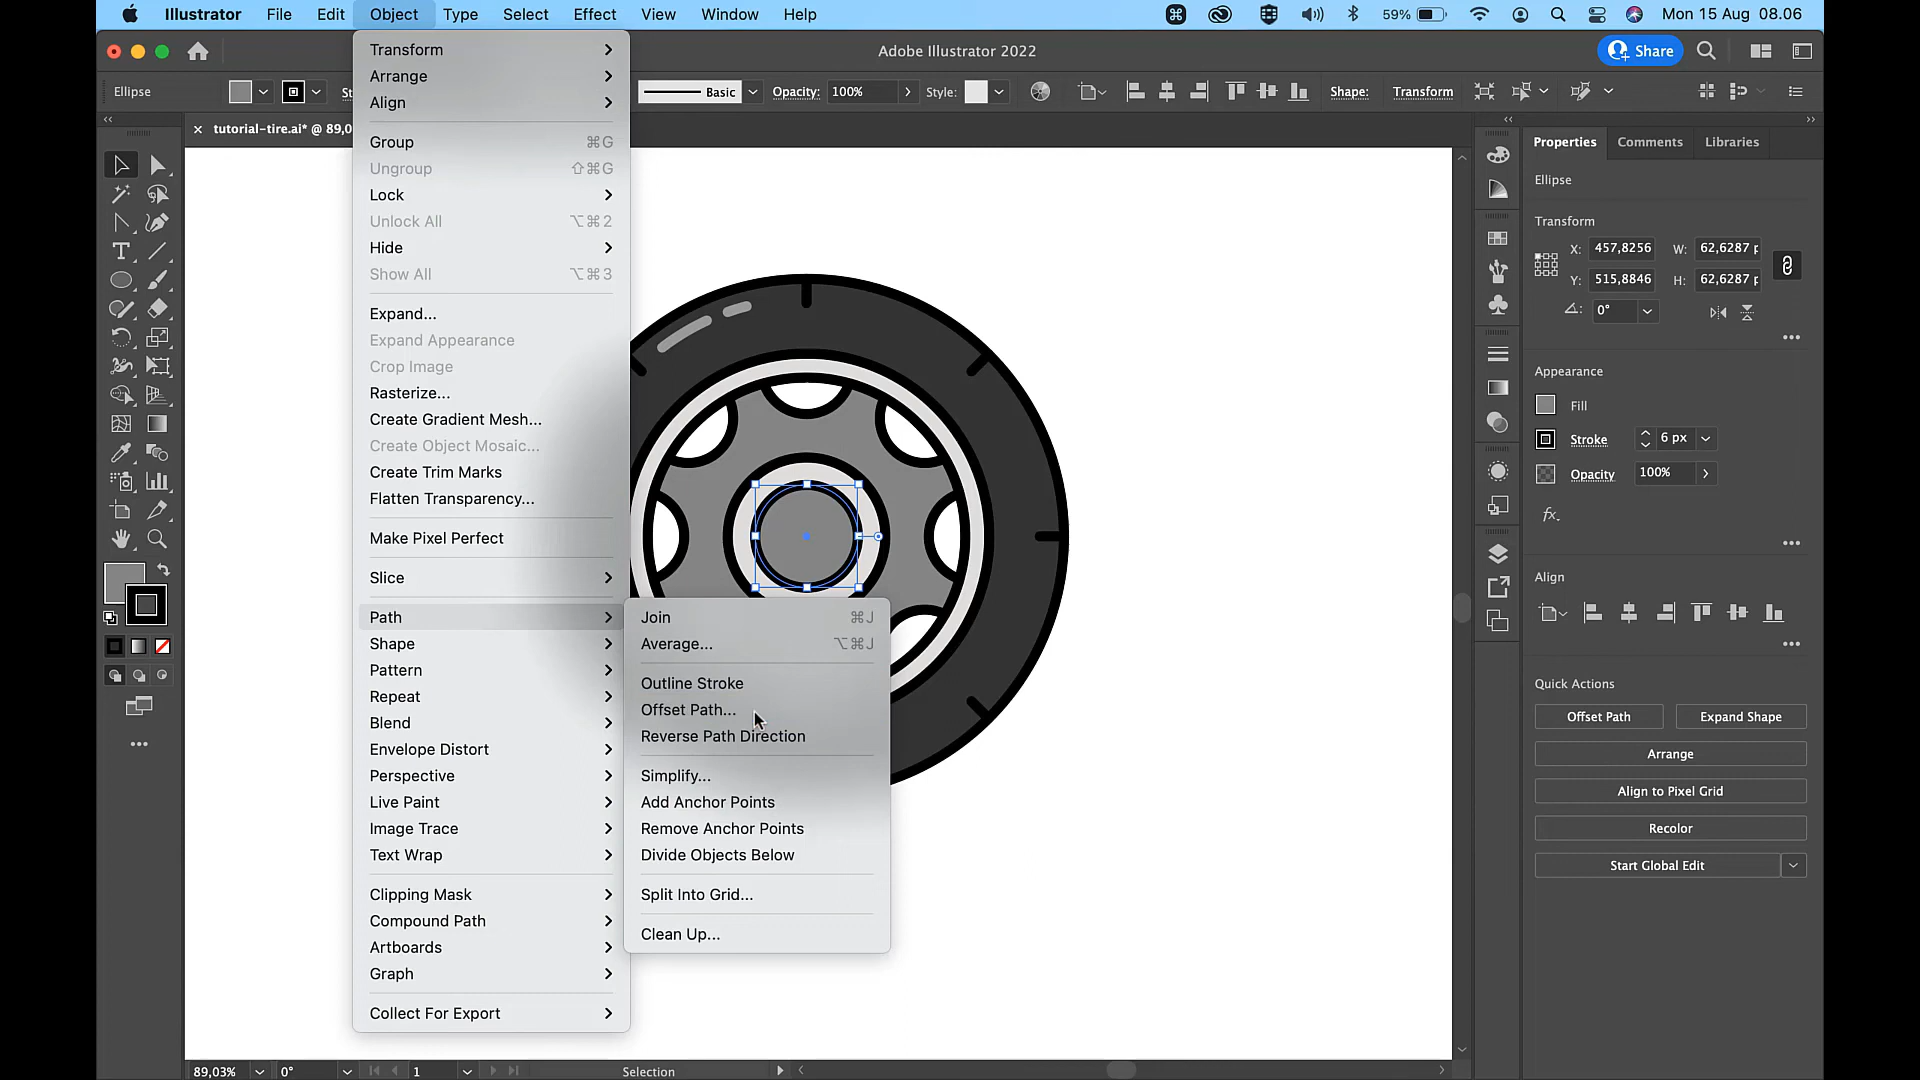 Illustrator File Edit Object Type Select Effect View Window Help 59% Mon 15 Aug 08.06
Adobe Illustrator 2022 Share
Ellipse Basic Opacity: 100% Style: Shape: Transform
tutorial-tire.ai* @ 89,0
Transform
Arrange
Align
Group ⌘G
Ungroup ⇧⌘G
Lock
Unlock All ⌥⌘2
Hide
Show All ⌥⌘3
Expand...
Expand Appearance
Crop Image
Rasterize...
Create Gradient Mesh...
Create Object Mosaic...
Create Trim Marks
Flatten Transparency...
Make Pixel Perfect
Slice
Path
Shape
Pattern
Repeat
Blend
Envelope Distort
Perspective
Live Paint
Image Trace
Text Wrap
Clipping Mask
Compound Path
Artboards
Graph
Collect For Export
Join ⌘J
Average... ⌥⌘J
Outline Stroke
Offset Path...
Reverse Path Direction
Simplify...
Add Anchor Points
Remove Anchor Points
Divide Objects Below
Split Into Grid...
Clean Up...
Properties Comments Libraries
Ellipse
Transform
X: 457,8256 W: 62,6287 p
Y: 515,8846 H: 62,6287 p
0°
Appearance
Fill
Stroke 6 px
Opacity 100%
fx.
Align
Quick Actions
Offset Path Expand Shape
Arrange
Align to Pixel Grid
Recolor
Start Global Edit
89,03% 0° 1 Selection